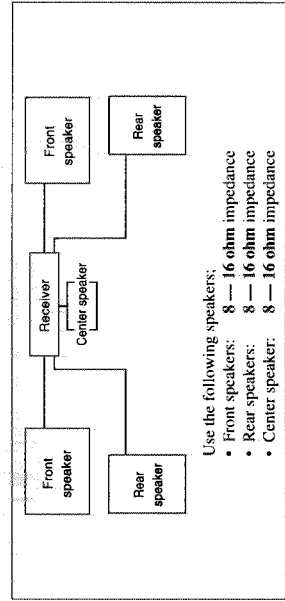 Front
speaker
Receiver
Front
speaker
Center speaker
Rear
speaker
Rear
speaker
Use the following speakers;
• Front speakers: 8 — 16 ohm impedance
• Rear speakers: 8 — 16 ohm impedance
• Center speaker: 8 — 16 ohm impedance